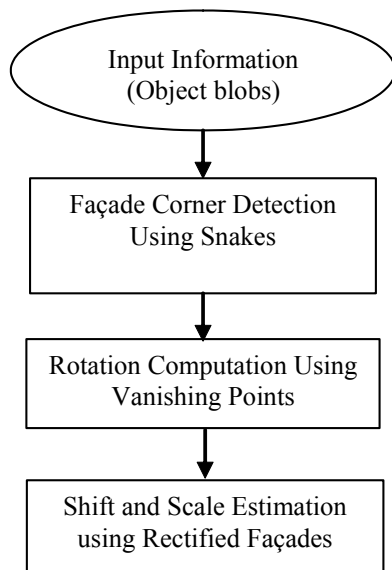 Input Information
(Object blobs)
Façade Corner Detection
Using Snakes
Rotation Computation Using
Vanishing Points
Shift and Scale Estimation
using Rectified Façades